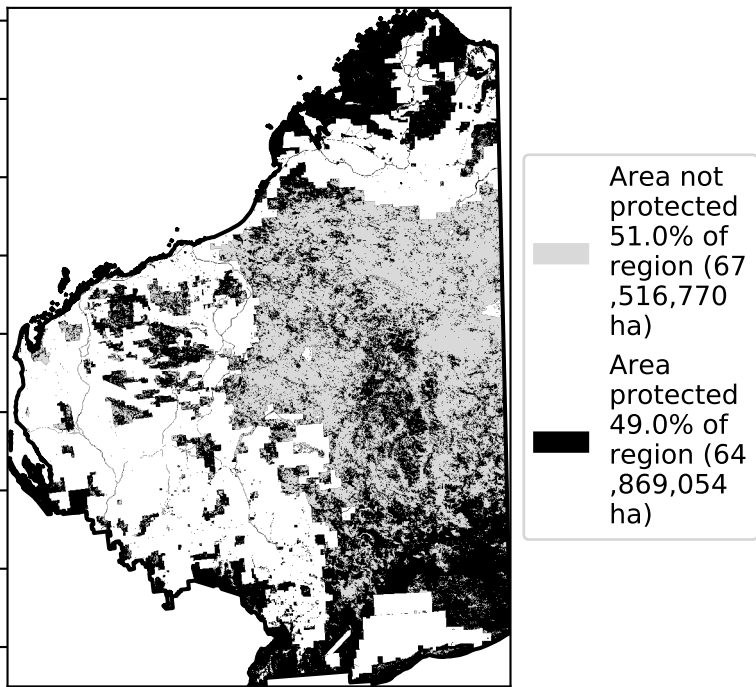 Area not
protected
51.0% of
region (67
,516,770
ha)
Area
protected
49.0% of
region (64
,869,054
ha)